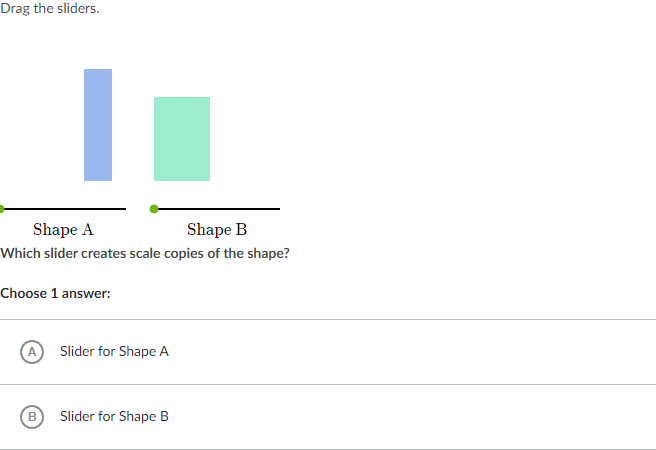 Drag the sliders.
Shape A
Shape B
Which slider creates scale copies of the shape?
Choose 1 answer:
A Slider for Shape A
B Slider for Shape B